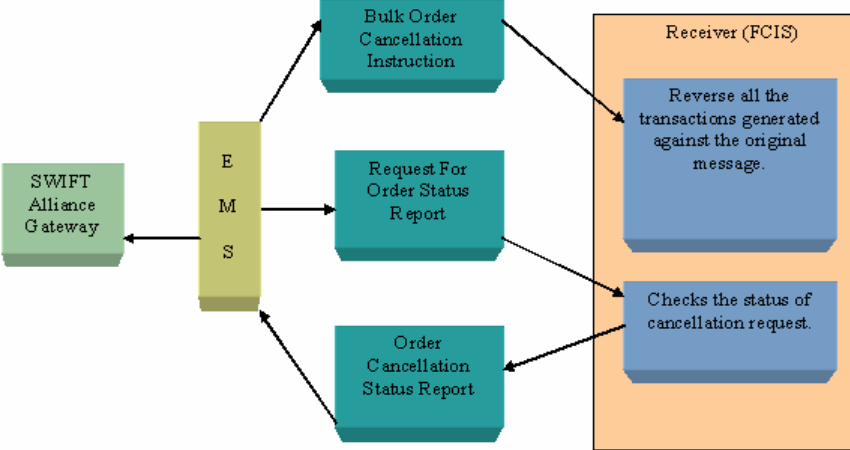 Bulk Order
Cancellation
Instruction
Receiver (FCIS)
Reverse all the
transactions generated
against the original
message.
E
M
S
SWIFT
Alliance
Gateway
Request For
Order Status
Report
Checks the status of
cancellation request.
Order
Cancellation
Status Report